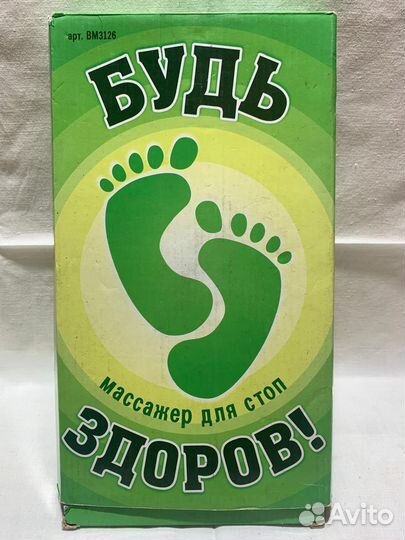 арт. ВМ3126
БУДЬ
массажер для стоп
ЗДОРОВ!
Avito